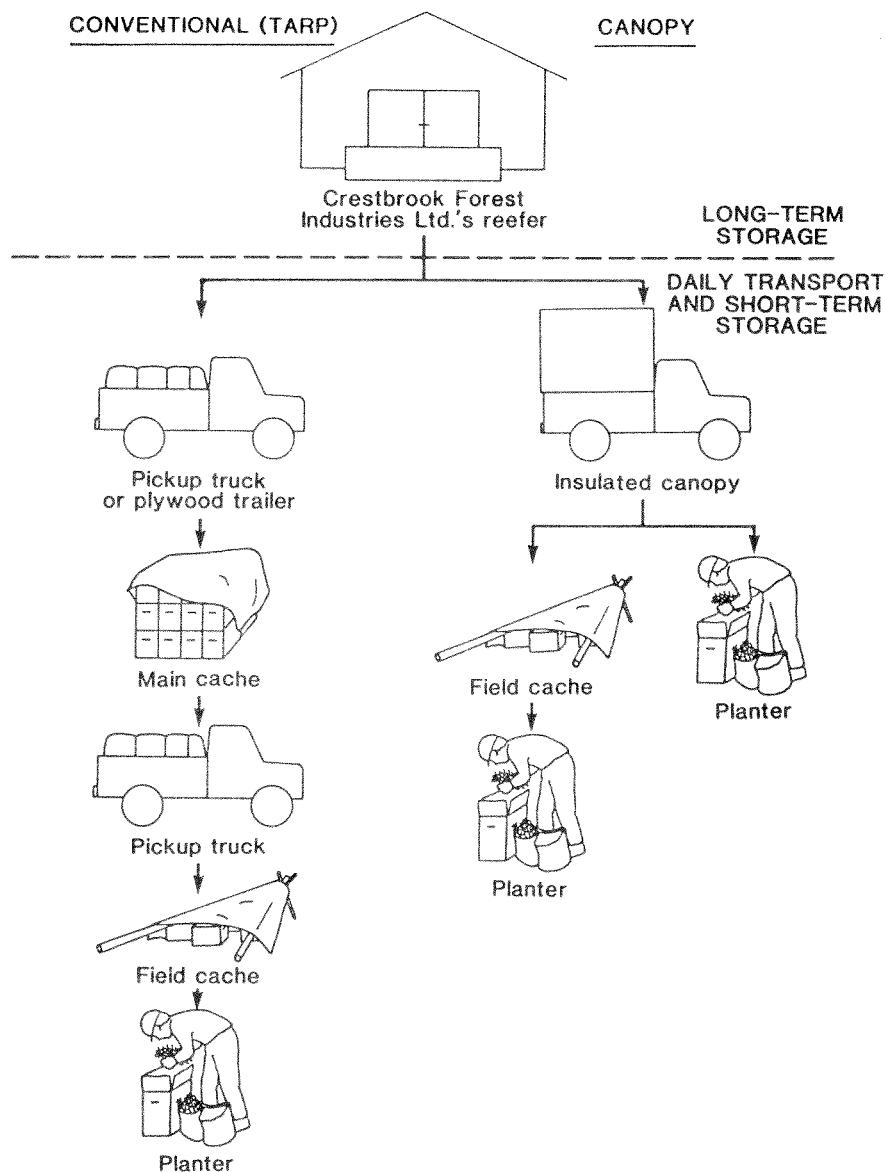 CONVENTIONAL (TARP)
CANOPY
Crestbrook Forest
Industries Ltd.'s reefer
LONG-TERM
STORAGE
DAILY TRANSPORT
AND SHORT-TERM
STORAGE
Pickup truck
or plywood trailer
Insulated canopy
Main cache
Field cache
Planter
Pickup truck
Planter
Field cache
Planter